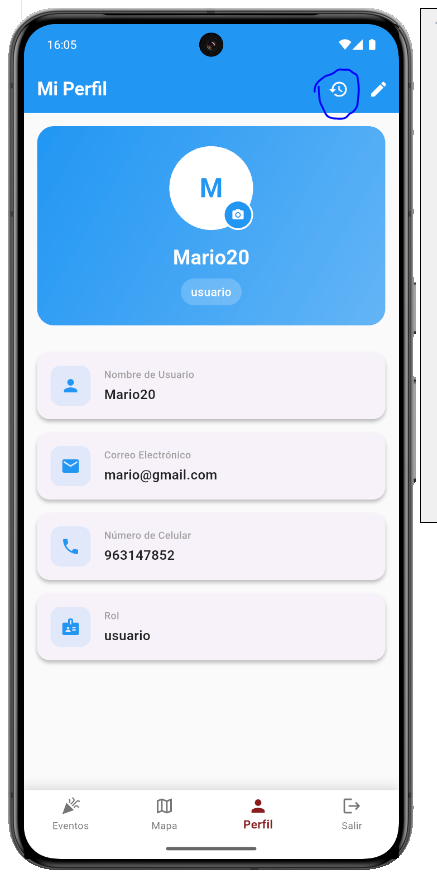 16:05
Mi Perfil
M
Mario20
usuario
Nombre de Usuario
Mario20
Correo Electrónico
mario@gmail.com
Número de Celular
963147852
Rol
usuario
Eventos
Mapa
Perfil
Salir